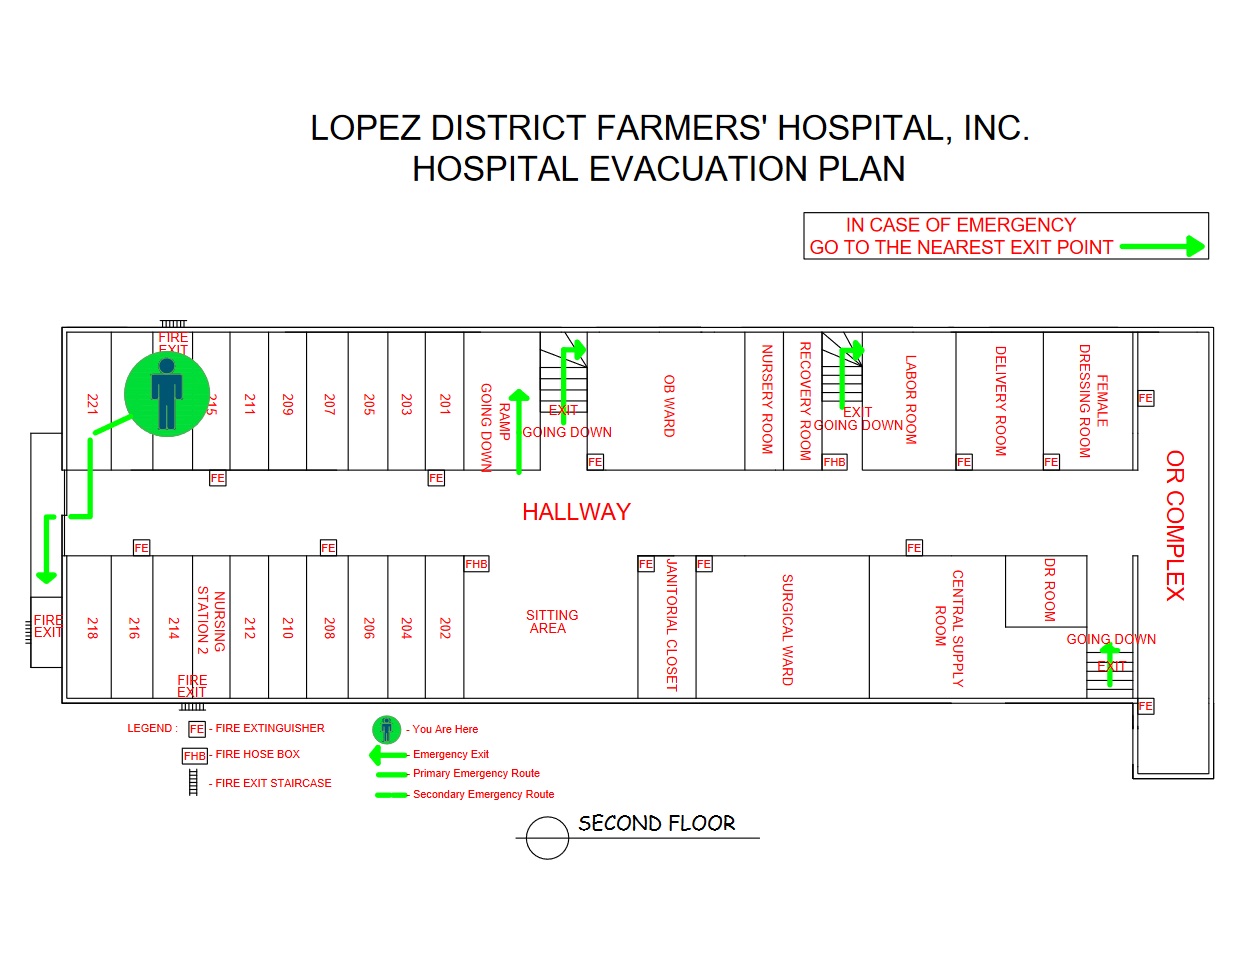 LOPEZ DISTRICT FARMERS' HOSPITAL, INC.
HOSPITAL EVACUATION PLAN
IN CASE OF EMERGENCY
GO TO THE NEAREST EXIT POINT
FIRE
EXIT
221
215
211
209
207
205
203
201
RAMP
GOING DOWN
EXIT
GOING DOWN
OB WARD
NURSERY ROOM
RECOVERY ROOM
EXIT
GOING DOWN
LABOR ROOM
DELIVERY ROOM
FEMALE
DRESSING ROOM
FE
FE
FHB
FE
FE
FE
FE
HALLWAY
OR COMPLEX
FE
FE
FHB
FE
FE
FE
FIRE
EXIT
218
216
214
NURSING
STATION 2
212
210
208
206
204
202
SITTING
AREA
JANITORIAL CLOSET
SURGICAL WARD
CENTRAL SUPPLY
ROOM
DR ROOM
GOING DOWN
EXIT
FIRE
EXIT
FE
LEGEND :
FE - FIRE EXTINGUISHER
FHB - FIRE HOSE BOX
- FIRE EXIT STAIRCASE
- You Are Here
- Emergency Exit
- Primary Emergency Route
- Secondary Emergency Route
SECOND FLOOR